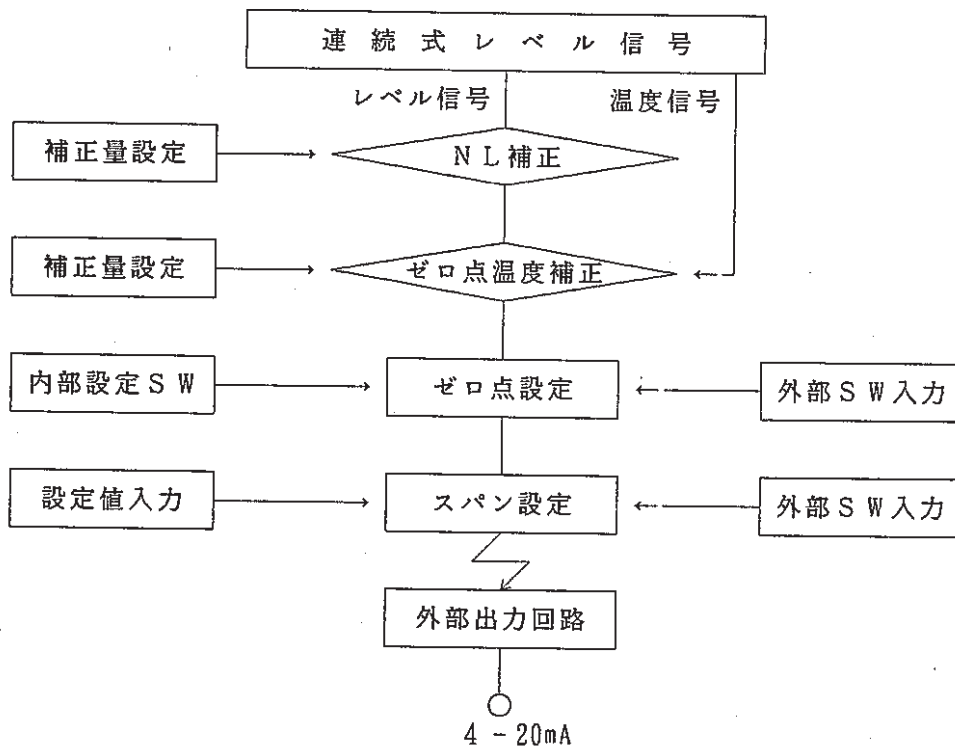 連続式レベル信号
レベル信号
温度信号
補正量設定
NL補正
補正量設定
ゼロ点温度補正
内部設定SW
ゼロ点設定
外部SW入力
設定値入力
スパン設定
外部SW入力
外部出力回路
4-20mA